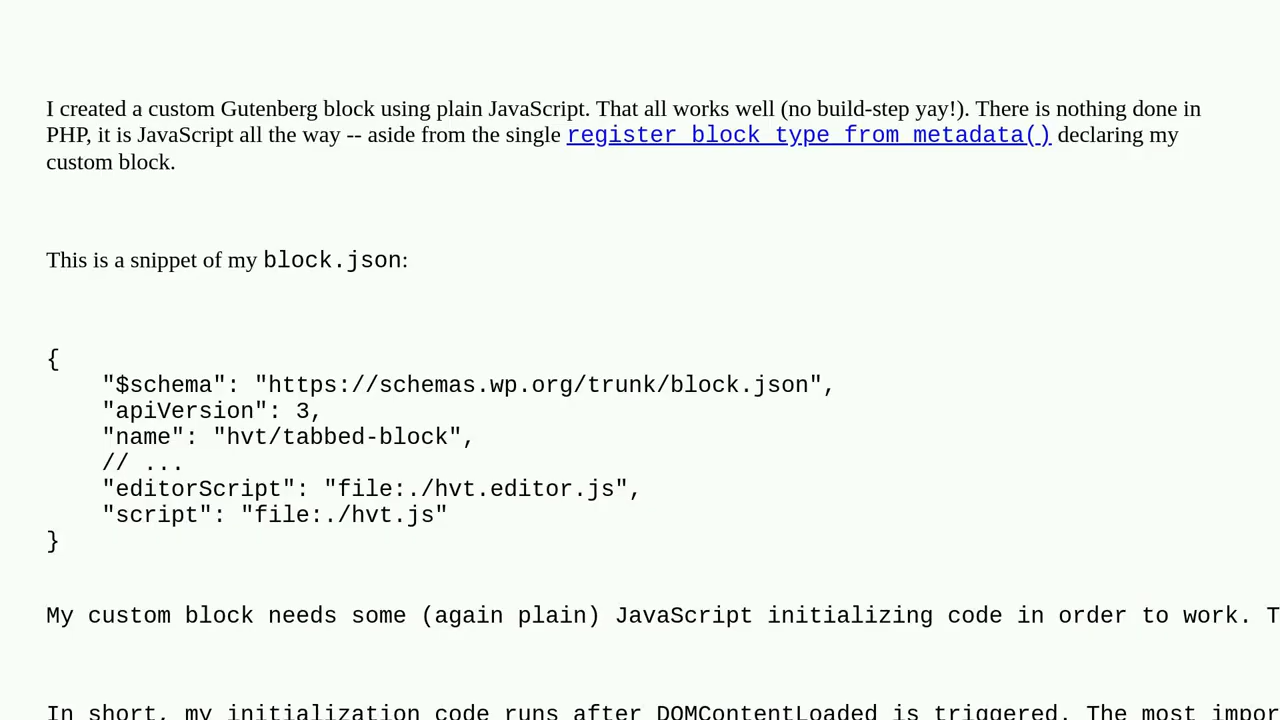 I created a custom Gutenberg block using plain JavaScript. That all works well (no build-step yay!). There is nothing done in
PHP, it is JavaScript all the way -- aside from the single register_block_type_from_metadata() declaring my
custom block.
This is a snippet of my block.json:
{
    "$schema": "https://schemas.wp.org/trunk/block.json",
    "apiVersion": 3,
    "name": "hvt/tabbed-block",
    // ...
    "editorScript": "file:./hvt.editor.js",
    "script": "file:./hvt.js"
}
My custom block needs some (again plain) JavaScript initializing code in order to work. T
In short, my initialization code runs after DOMContentLoaded is triggered. The most impor